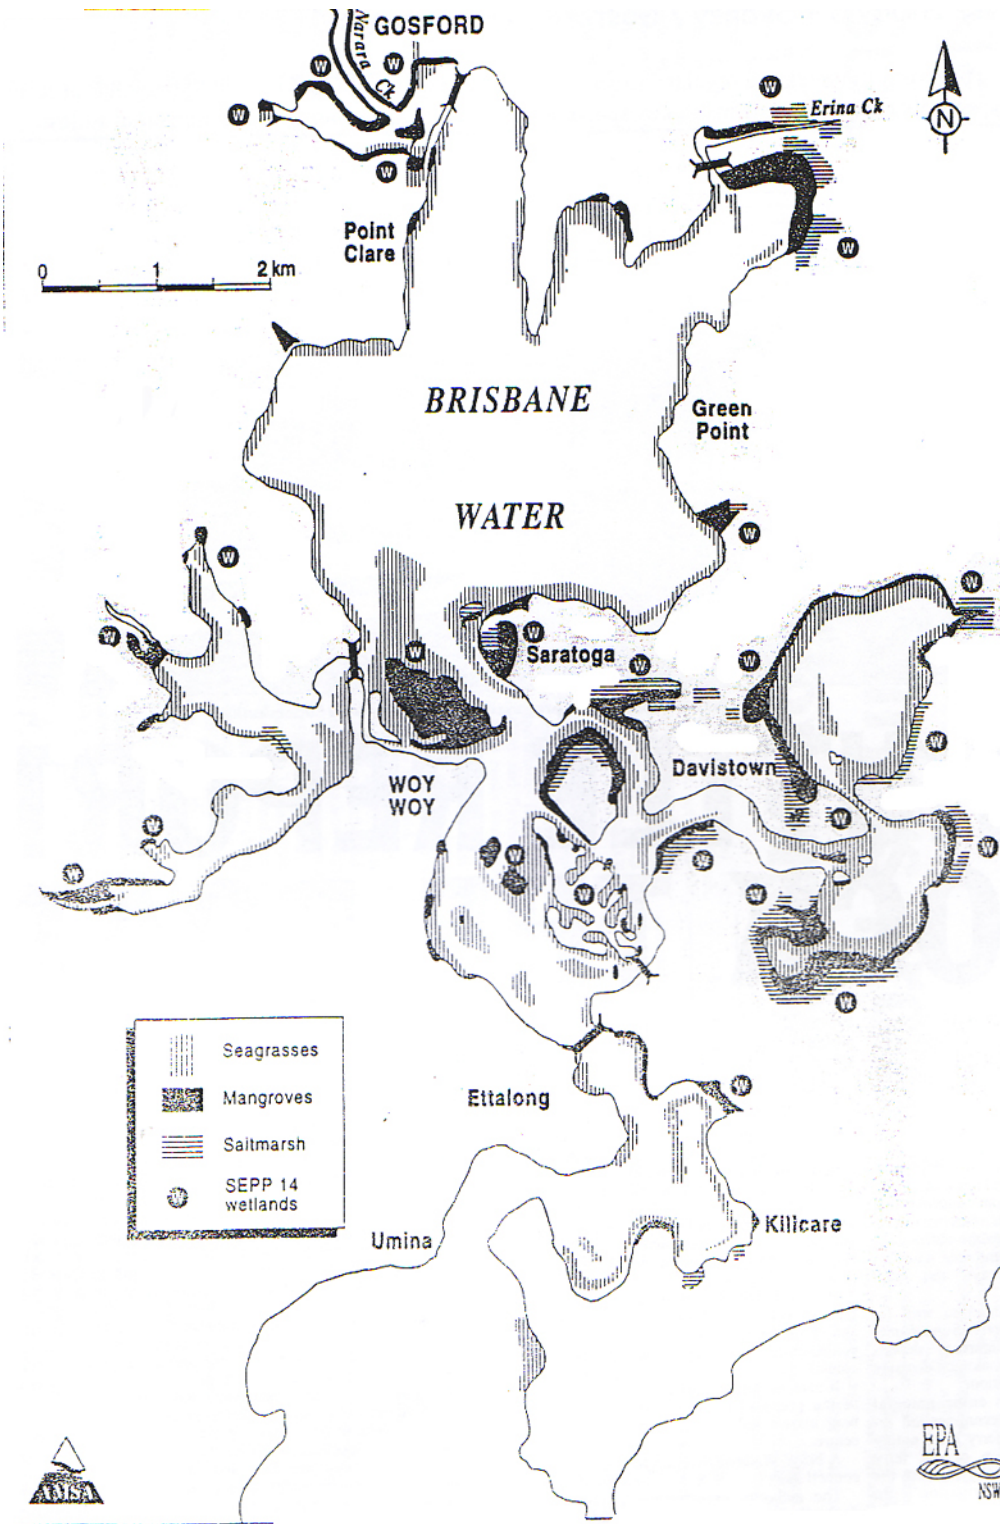 GOSFORD
Narara
Ck
W
W
W
W
W
Erina Ck
N
Point
Clare
W
0 1 2 km
BRISBANE
Green
Point
WATER
W
W
W
W
W
W
W
Saratoga
W
W
W
Davistown
WOY
WOY
W
W
W
W
W
W
W
W
W
W
Seagrasses
Mangroves
Saltmarsh
W
SEPP 14
wetlands
Ettalong
W
Umina
Killcare
AMSA
EPA
NSW